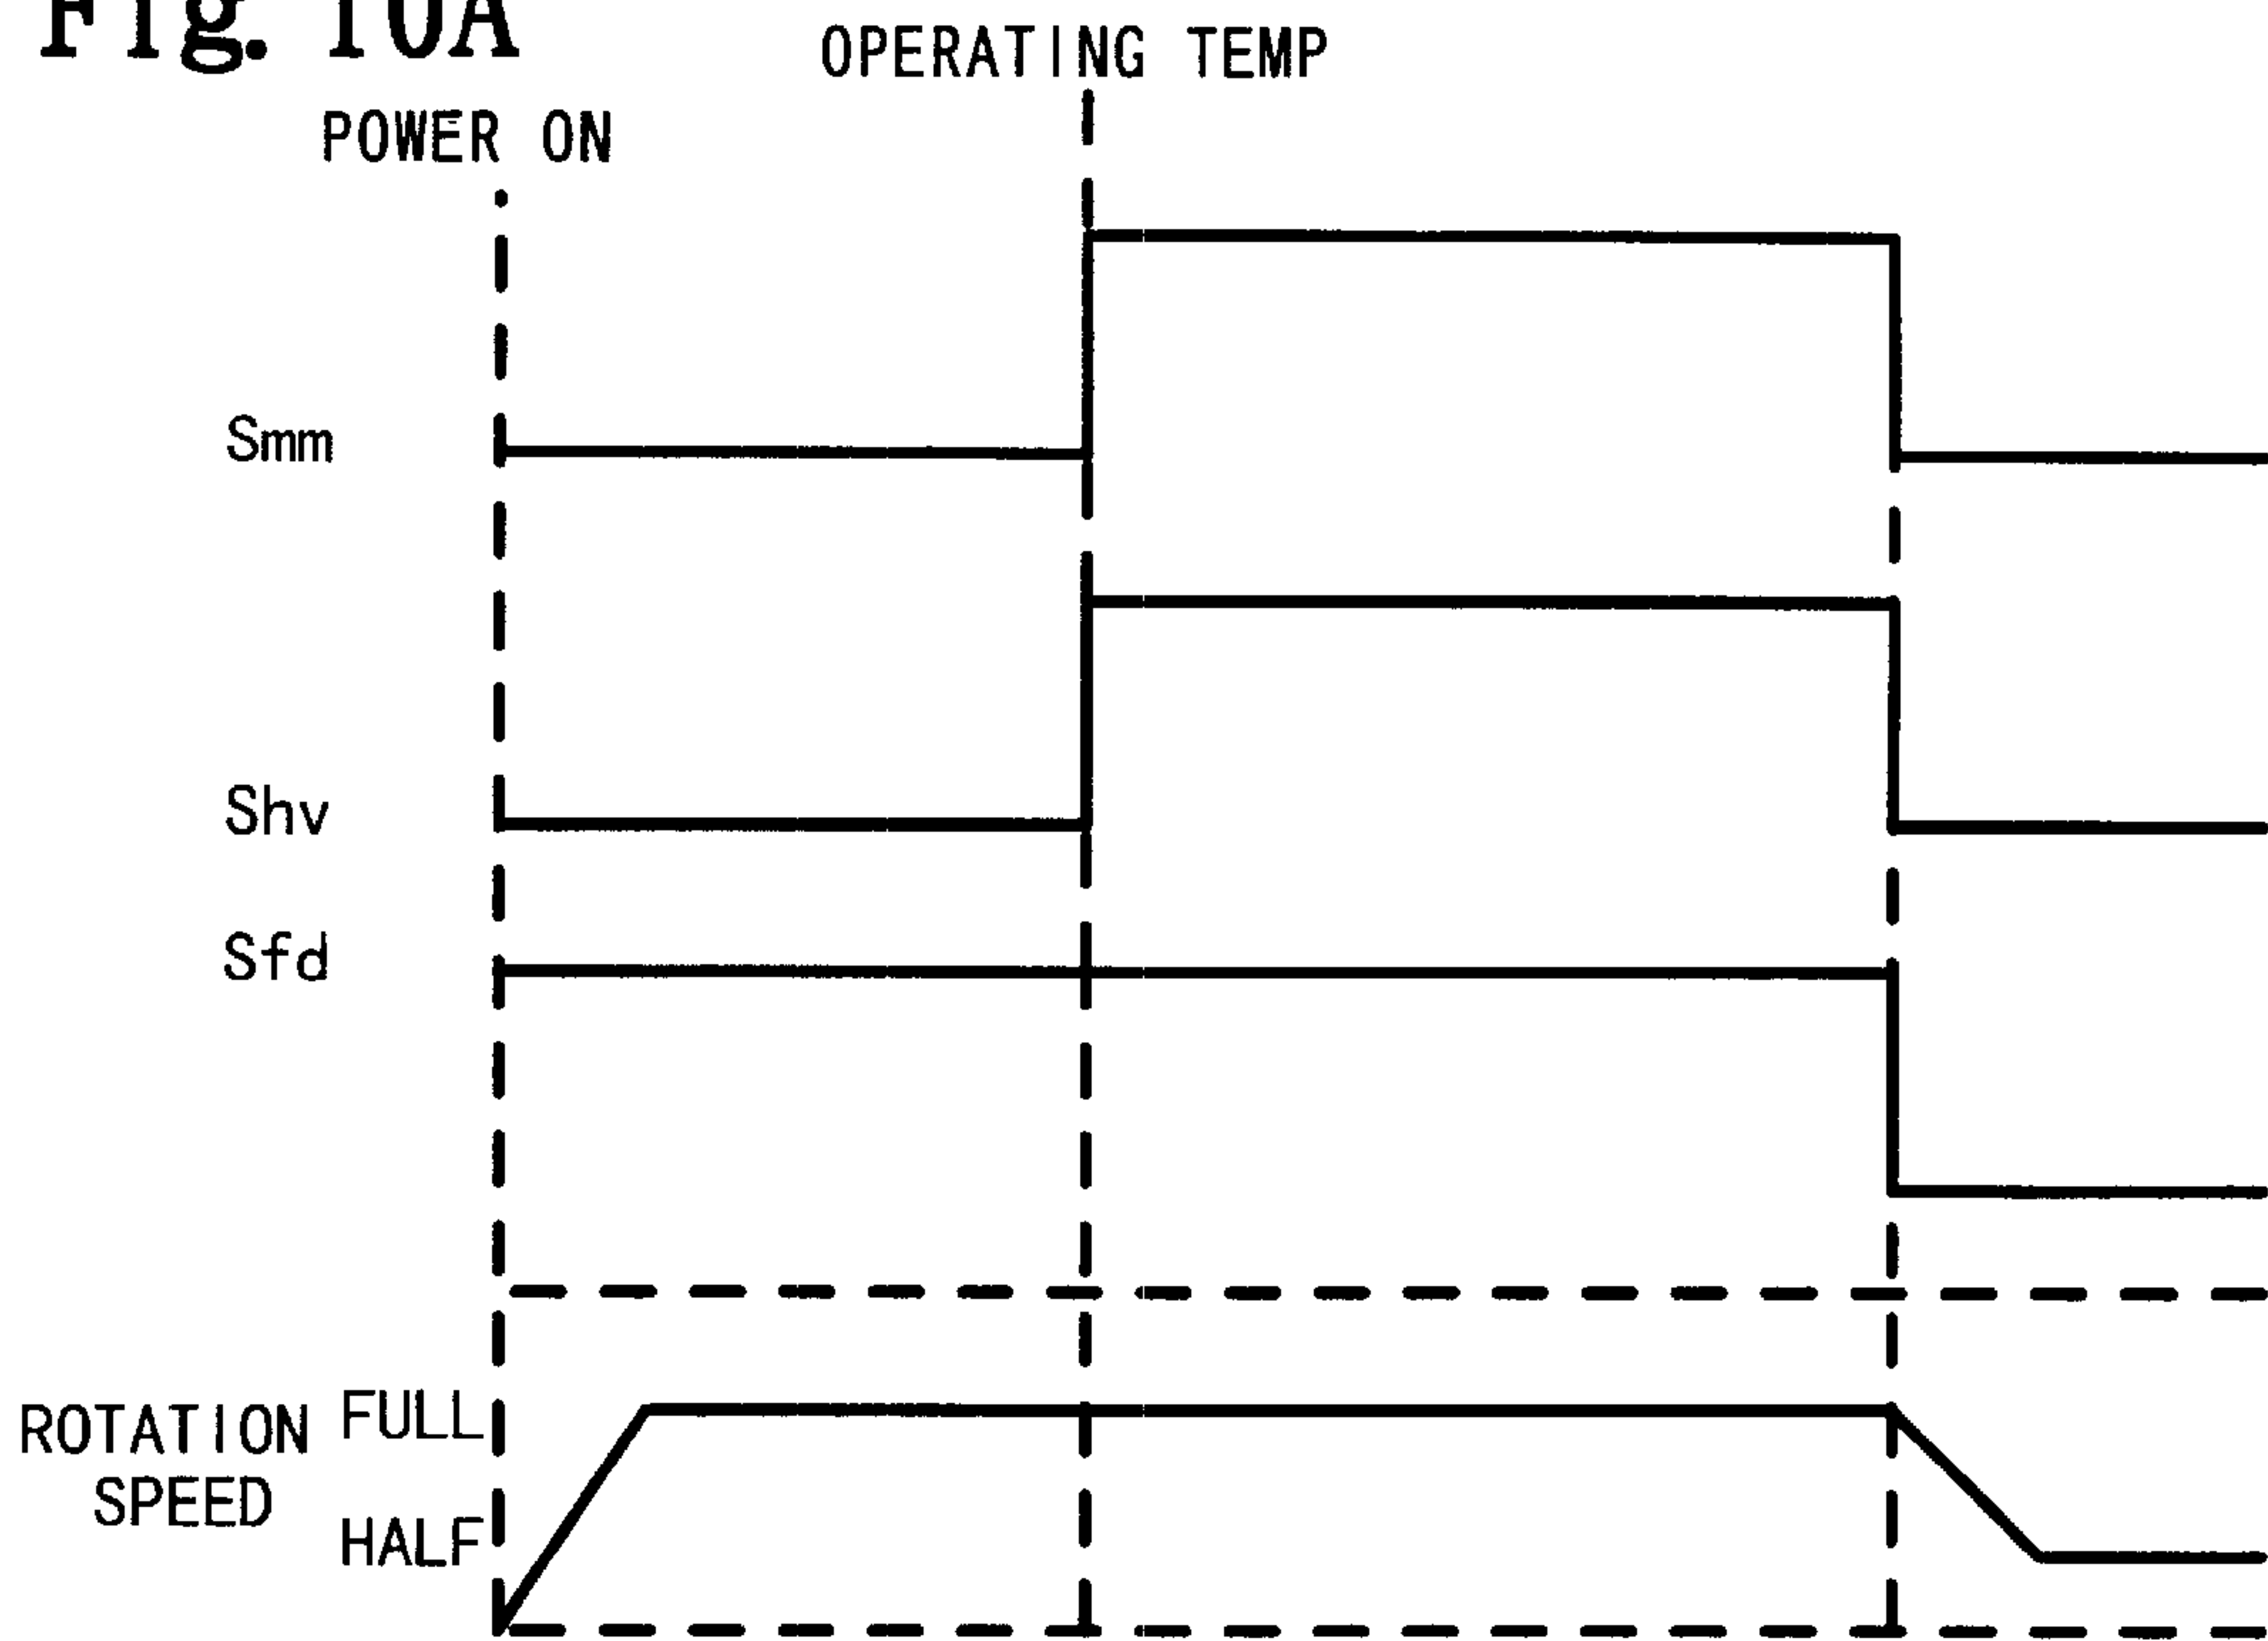 Fig. 10A
OPERATING TEMP
POWER ON
Smm
Shv
Sfd
ROTATION SPEED
FULL
HALF